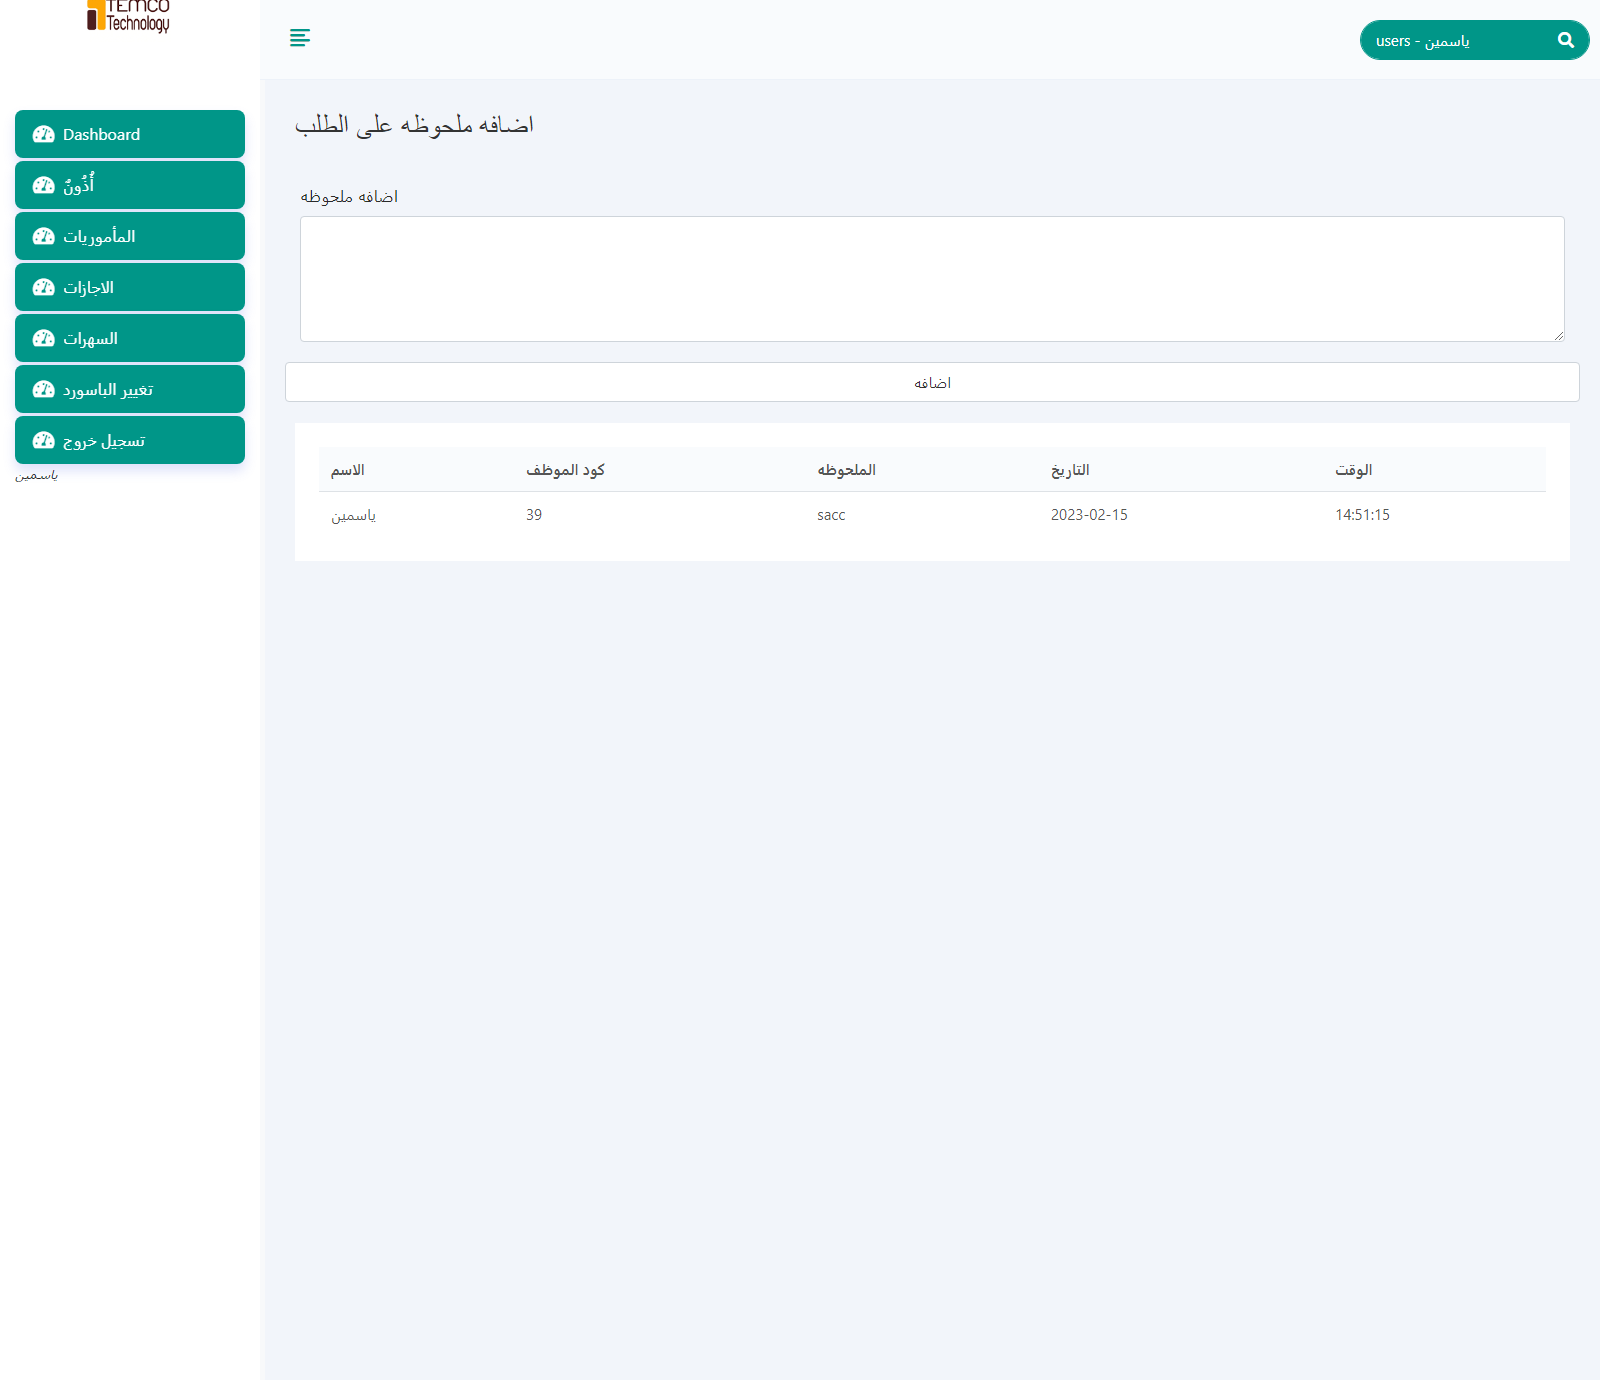 TEMCO
Technology
users - ياسمين
Dashboard
أُذُونٌ
المأموريات
الاجازات
السهرات
تغيير الباسورد
تسجيل خروج
ياسمين
اضافه ملحوظه على الطلب
اضافه ملحوظه
اضافه
الاسم كود الموظف الملحوظه التاريخ الوقت
ياسمين 39 sacc 2023-02-15 14:51:15